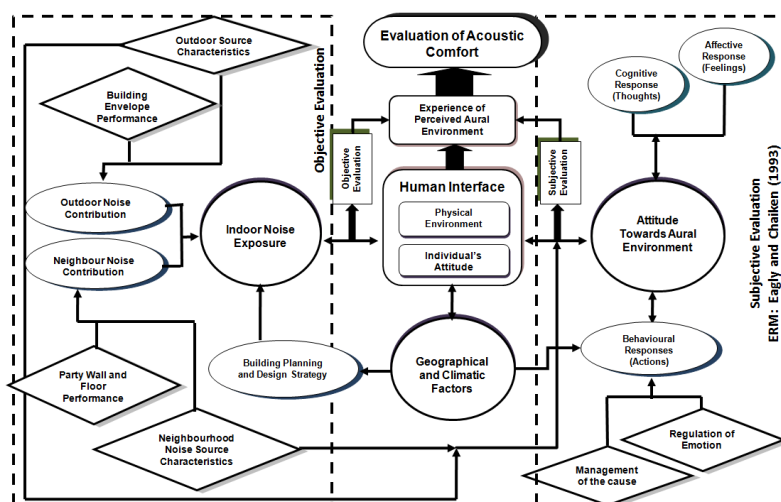 Outdoor Source
Characteristics
Building
Envelope
Performance
Outdoor Noise
Contribution
Neighbour Noise
Contribution
Indoor Noise
Exposure
Party Wall and
Floor
Performance
Building Planning
and Design Strategy
Neighbourhood
Noise Source
Characteristics
Objective Evaluation
Evaluation of Acoustic
Comfort
Experience of
Perceived Aural
Environment
Objective
Evaluation
Subjective
Evaluation
Human Interface
Physical
Environment
Individual's
Attitude
Geographical
and Climatic
Factors
Cognitive
Response
(Thoughts)
Affective
Response
(Feelings)
Attitude
Towards Aural
Environment
Behavioural
Responses
(Actions)
Regulation of
Emotion
Management
of the cause
Subjective Evaluation
ERM: Eagly and Chaiken (1993)